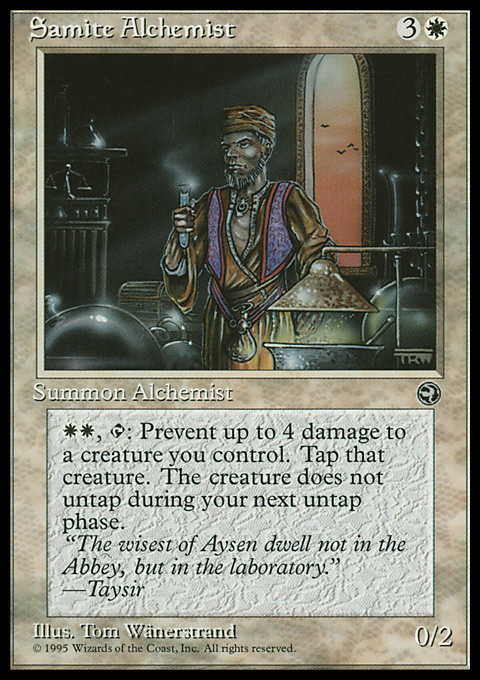 Samite Alchemist 3
Summon Alchemist
: Prevent up to 4 damage to
a creature you control. Tap that
creature. The creature does not
untap during your next untap
phase.
“The wisest of Aysen dwell not in the
Abbey, but in the laboratory.”
—Taysir
TKW
Illus. Tom Wänerstrand
0/2
© 1995 Wizards of the Coast, Inc. All rights reserved.